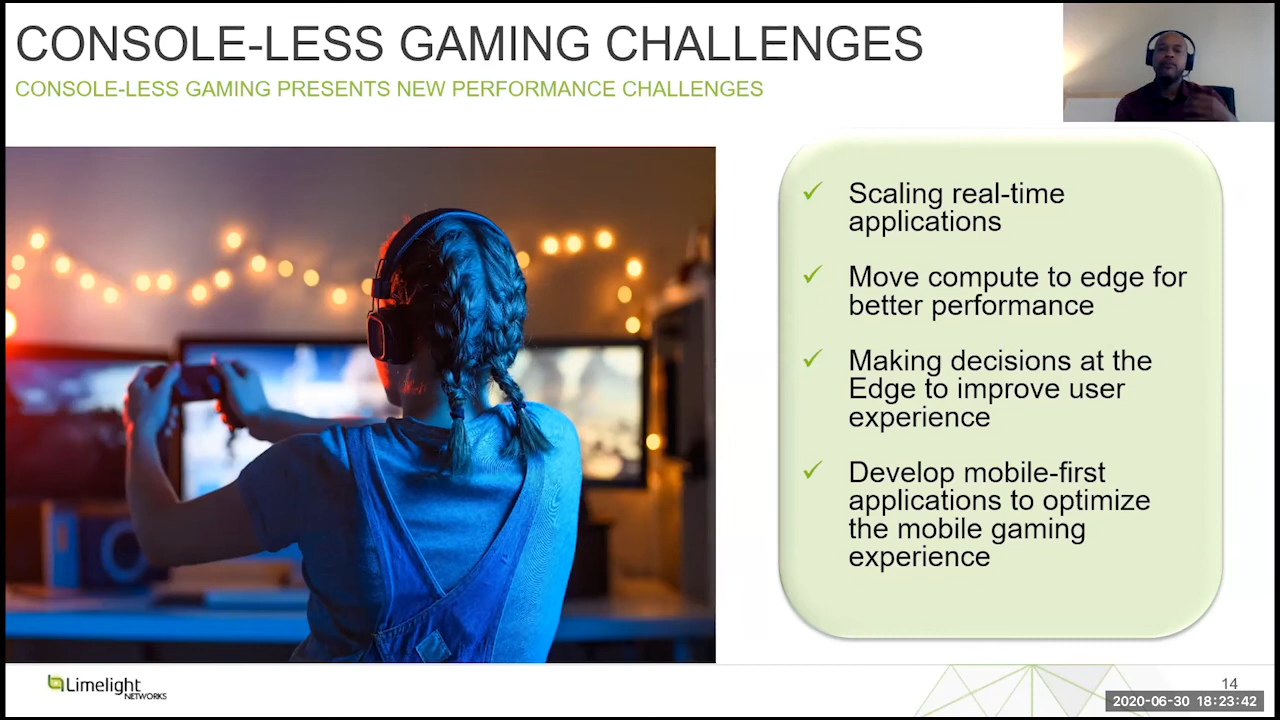 CONSOLE-LESS GAMING CHALLENGES
CONSOLE-LESS GAMING PRESENTS NEW PERFORMANCE CHALLENGES
Scaling real-time
applications
Move compute to edge for
better performance
Making decisions at the
Edge to improve user
experience
Develop mobile-first
applications to optimize
the mobile gaming
experience
Limelight
NETWORKS
14
2020-06-30 18:23:42